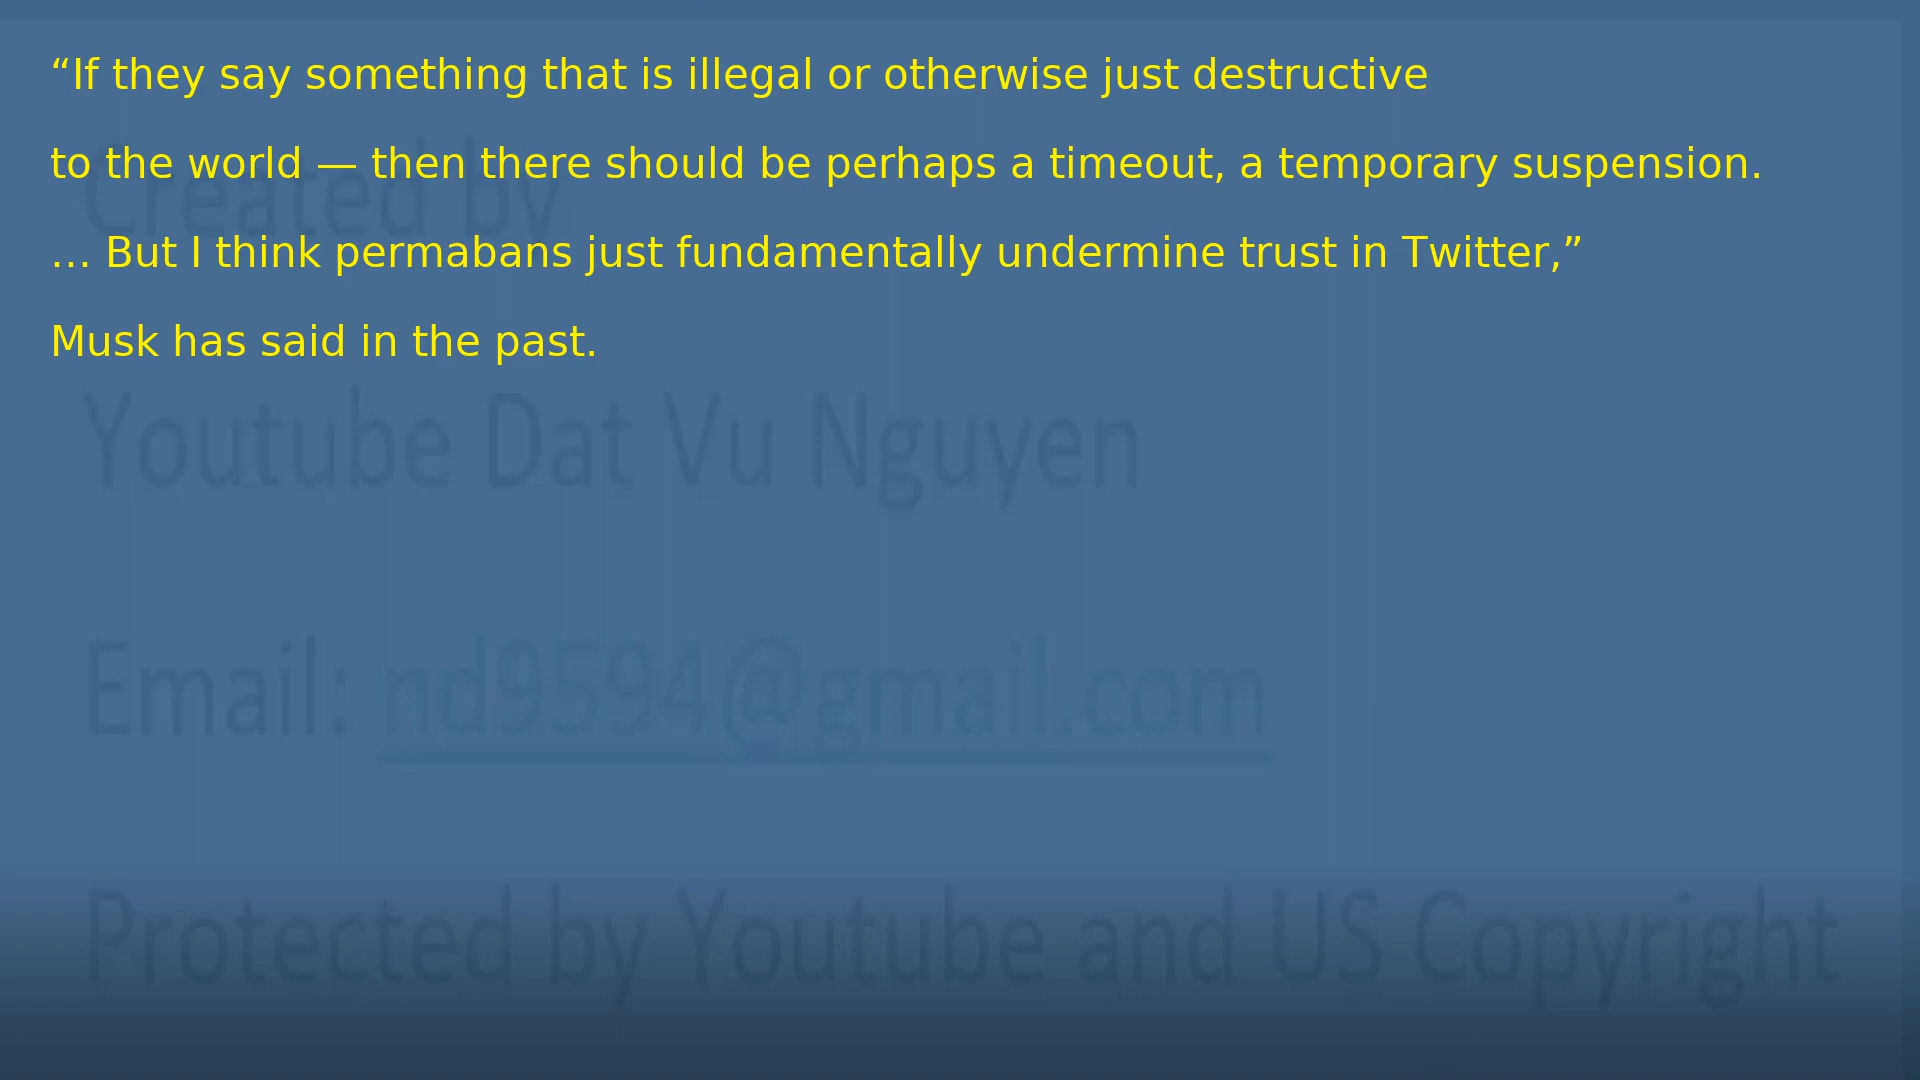 “If they say something that is illegal or otherwise just destructive
to the world — then there should be perhaps a timeout, a temporary suspension.
Created by
… But I think permabans just fundamentally undermine trust in Twitter,”
Musk has said in the past.
Youtube Dat Vu Nguyen
Email: nd9594@gmail.com
Protected by Youtube and US Copyright